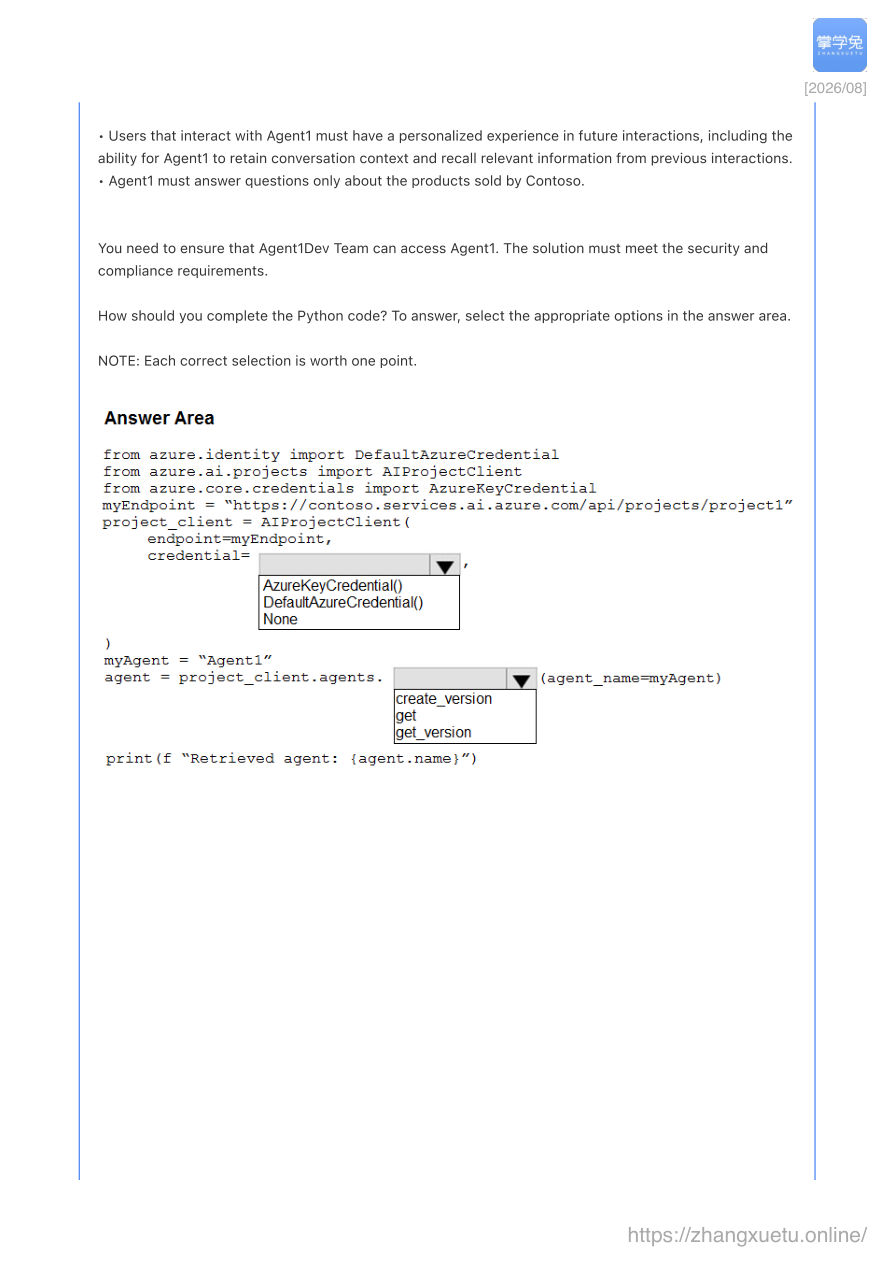 掌学兔
ZHANGXUETU
[2026/08]
• Users that interact with Agent1 must have a personalized experience in future interactions, including the
ability for Agent1 to retain conversation context and recall relevant information from previous interactions.
• Agent1 must answer questions only about the products sold by Contoso.
You need to ensure that Agent1Dev Team can access Agent1. The solution must meet the security and
compliance requirements.
How should you complete the Python code? To answer, select the appropriate options in the answer area.
NOTE: Each correct selection is worth one point.
Answer Area
from azure.identity import DefaultAzureCredential
from azure.ai.projects import AIProjectClient
from azure.core.credentials import AzureKeyCredential
myEndpoint = “https://contoso.services.ai.azure.com/api/projects/project1”
project_client = AIProjectClient(
endpoint=myEndpoint,
credential= ,
AzureKeyCredential()
DefaultAzureCredential()
None
)
myAgent = “Agent1”
agent = project_client.agents. (agent_name=myAgent)
create_version
get
get_version
print(f “Retrieved agent: {agent.name}”)
https://zhangxuetu.online/